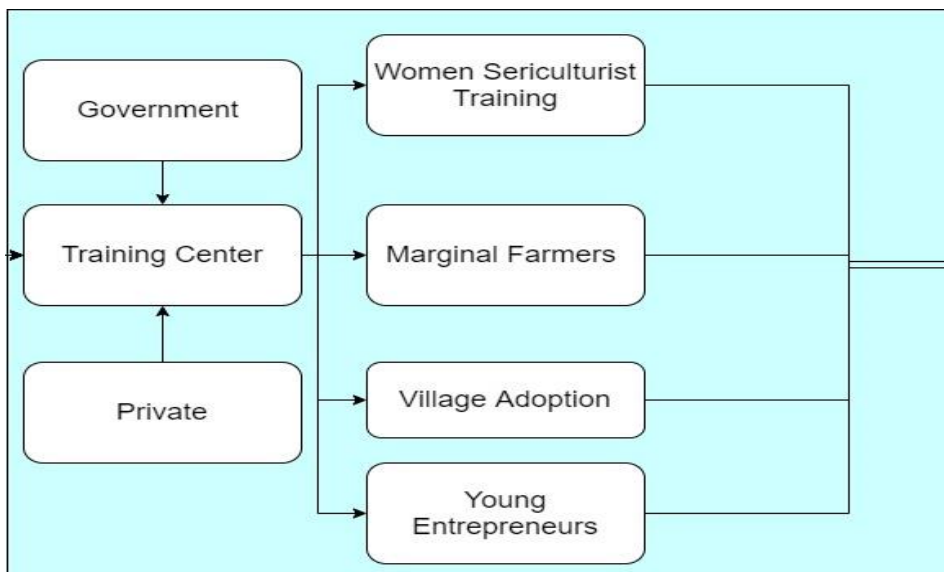 Government
Training Center
Private
Women Sericulturist
Training
Marginal Farmers
Village Adoption
Young
Entrepreneurs